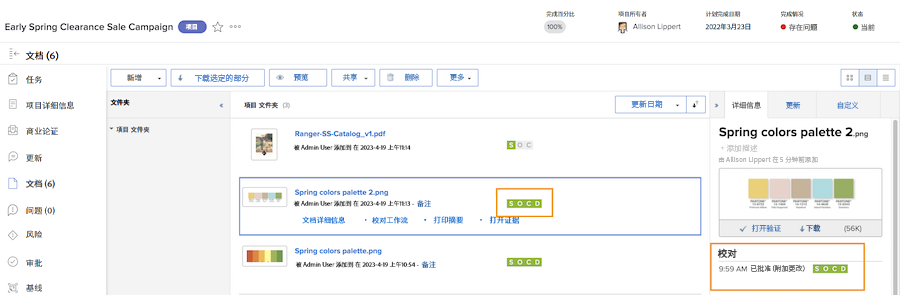 Early Spring Clearance Sale Campaign 项目
完成百分比 项目所有者 计划完成日期 完成情况 状态
100% Allison Lippert 2022年3月23日 存在问题 当前
文档 (6)
任务
项目详细信息
商业论证
更新
文档 (6)
问题 (0)
风险
审批
基线
新增 下载选定的部分 预览 共享 删除 更多
文件夹
项目 文件夹
项目 文件夹 (3) 更新日期
Ranger-SS-Catalog_v1.pdf
被 Admin User 添加到 在 2023-4-19 上午11:14
S O C
Spring colors palette 2.png
被 Admin User 添加到 在 2023-4-19 上午11:13 - 备注
S O C D
文档详细信息 • 校对工作流 • 打印摘要 • 打开证据
Spring colors palette.png
被 Admin User 添加到 在 2023-4-19 上午10:54 - 备注
S O C D
详细信息 更新 自定义
Spring colors palette 2.png
+ 添加描述
由 Allison Lippert 在 5 分钟前添加
打开验证 下载 (56K)
校对
9:59 AM 已批准 (附加更改) S O C D